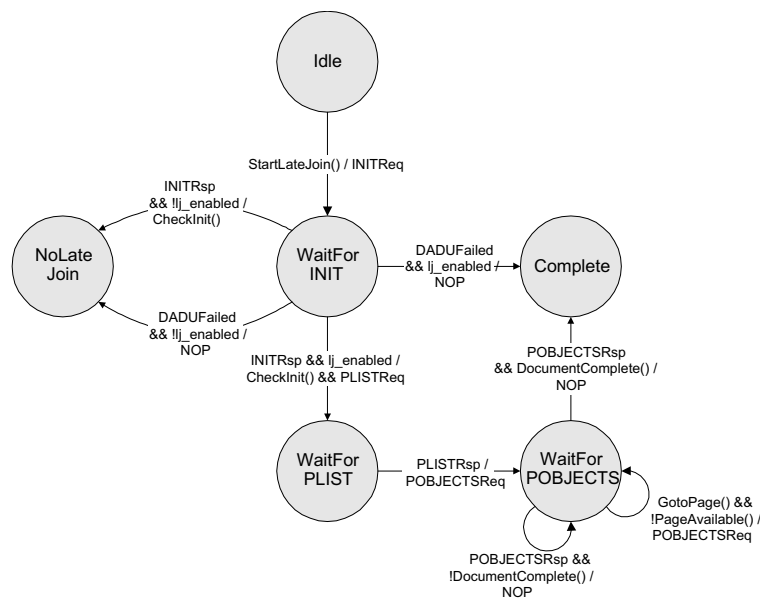 Idle
StartLateJoin() / INITReq
INITRsp
&& !lj_enabled /
CheckInit()
NoLate
Join
WaitFor
INIT
DADUFailed
&& lj_enabled /
NOP
Complete
DADUFailed
&& !lj_enabled /
NOP
INITRsp && lj_enabled /
CheckInit() && PLISTReq
POBJECTSRsp
&& DocumentComplete() /
NOP
WaitFor
PLIST
PLISTRsp /
POBJECTSReq
WaitFor
POBJECTS
GotoPage() &&
!PageAvailable() /
POBJECTSReq
POBJECTSRsp &&
!DocumentComplete() /
NOP